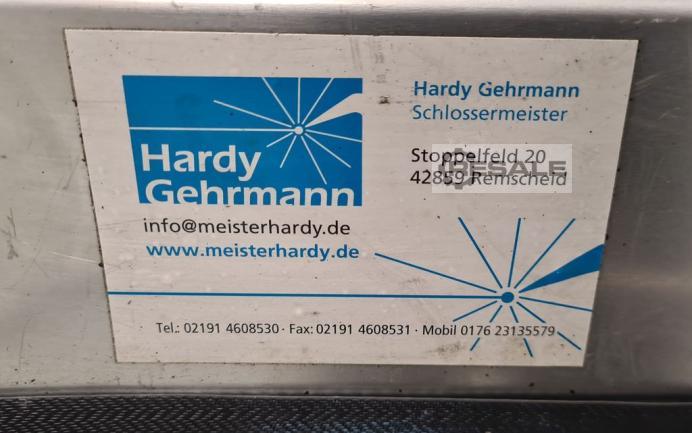 Hardy Gehrmann
Schlossermeister
Stoppelfeld 20
42859 Remscheid
RESALE
Hardy
Gehrmann
info@meisterhardy.de
www.meisterhardy.de
Tel.: 02191 4608530 · Fax: 02191 4608531 · Mobil 0176 23135579